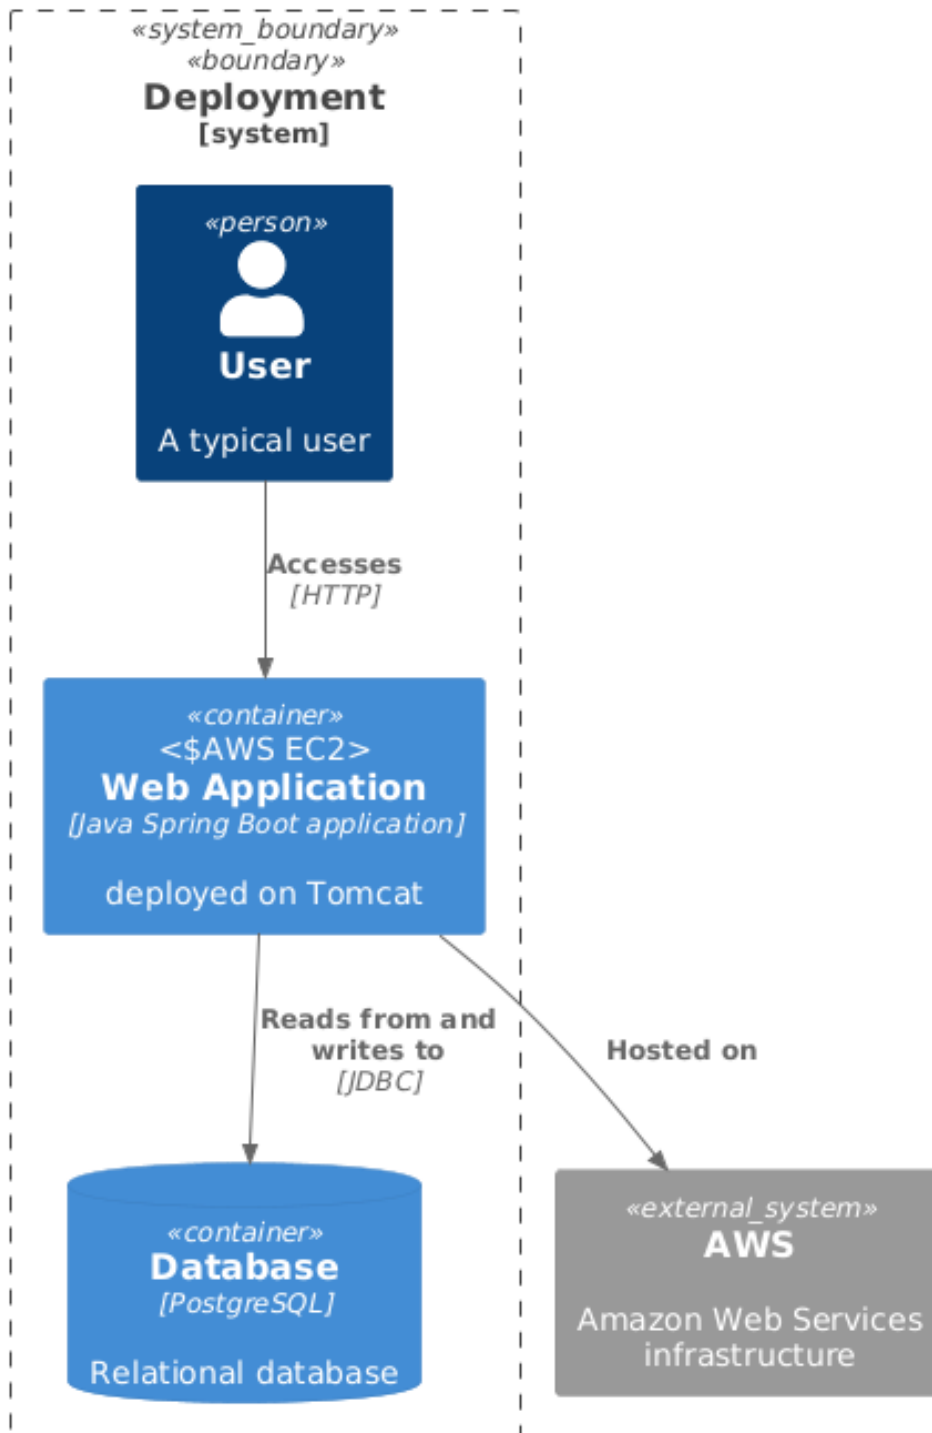 «system_boundary»
«boundary»
Deployment
[system]
«person»
User
A typical user
Accesses
[HTTP]
«container»
<$AWS EC2>
Web Application
[Java Spring Boot application]
deployed on Tomcat
Reads from and
writes to
[JDBC]
Hosted on
«container»
Database
[PostgreSQL]
Relational database
«external_system»
AWS
Amazon Web Services
infrastructure